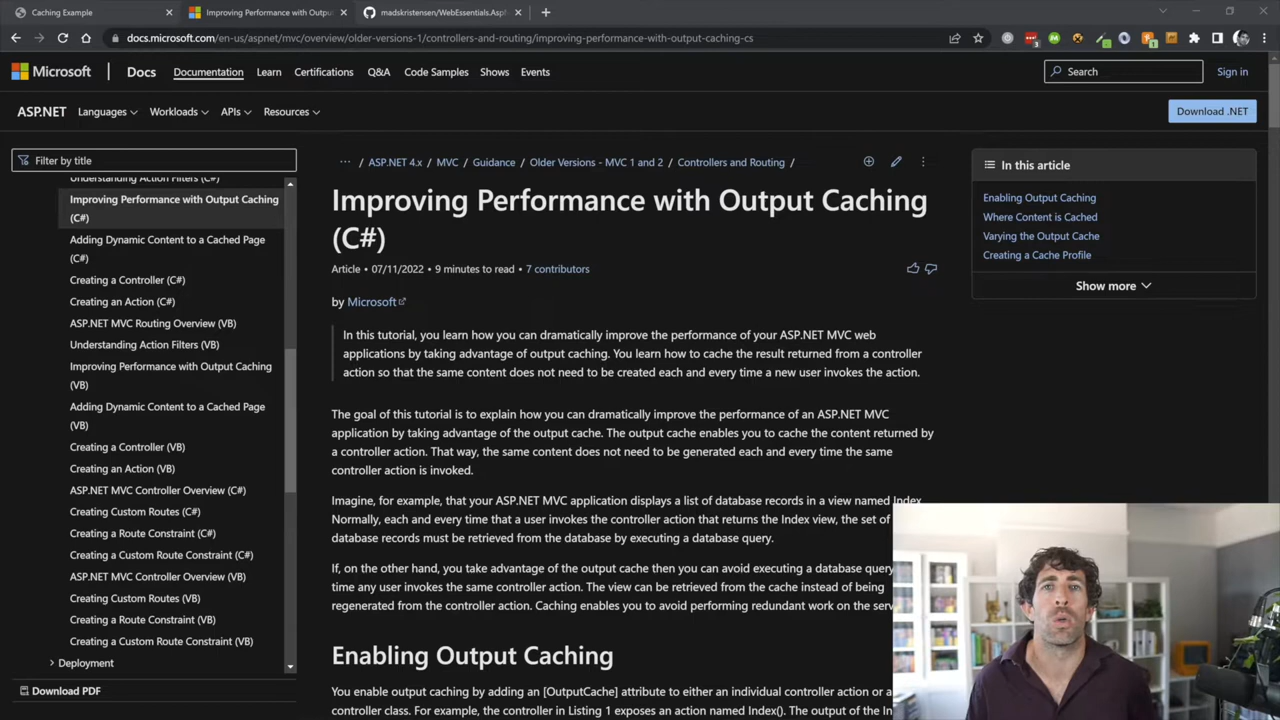 Caching Example
Improving Performance with Outpu
madskristensen/WebEssentials.Asp
docs.microsoft.com/en-us/aspnet/mvc/overview/older-versions-1/controllers-and-routing/improving-performance-with-output-caching-cs
Microsoft
Docs
Documentation
Learn
Certifications
Q&A
Code Samples
Shows
Events
Search
Sign in
ASP.NET
Languages
Workloads
APIs
Resources
Download .NET
Filter by title
Understanding Action Filters (C#)
Improving Performance with Output Caching
(C#)
Adding Dynamic Content to a Cached Page
(C#)
Creating a Controller (C#)
Creating an Action (C#)
ASP.NET MVC Routing Overview (VB)
Understanding Action Filters (VB)
Improving Performance with Output Caching
(VB)
Adding Dynamic Content to a Cached Page
(VB)
Creating a Controller (VB)
Creating an Action (VB)
ASP.NET MVC Controller Overview (C#)
Creating Custom Routes (C#)
Creating a Route Constraint (C#)
Creating a Custom Route Constraint (C#)
ASP.NET MVC Controller Overview (VB)
Creating Custom Routes (VB)
Creating a Route Constraint (VB)
Creating a Custom Route Constraint (VB)
Deployment
Download PDF
··· / ASP.NET 4.x / MVC / Guidance / Older Versions - MVC 1 and 2 / Controllers and Routing /
Improving Performance with Output Caching
(C#)
Article • 07/11/2022 • 9 minutes to read • 7 contributors
by Microsoft
In this tutorial, you learn how you can dramatically improve the performance of your ASP.NET MVC web
applications by taking advantage of output caching. You learn how to cache the result returned from a controller
action so that the same content does not need to be created each and every time a new user invokes the action.
The goal of this tutorial is to explain how you can dramatically improve the performance of an ASP.NET MVC
application by taking advantage of the output cache. The output cache enables you to cache the content returned by
a controller action. That way, the same content does not need to be generated each and every time the same
controller action is invoked.
Imagine, for example, that your ASP.NET MVC application displays a list of database records in a view named Index.
Normally, each and every time that a user invokes the controller action that returns the Index view, the set of
database records must be retrieved from the database by executing a database query.
If, on the other hand, you take advantage of the output cache then you can avoid executing a database query
time any user invokes the same controller action. The view can be retrieved from the cache instead of being
regenerated from the controller action. Caching enables you to avoid performing redundant work on the serv
Enabling Output Caching
You enable output caching by adding an [OutputCache] attribute to either an individual controller action or a
controller class. For example, the controller in Listing 1 exposes an action named Index(). The output of the In
In this article
Enabling Output Caching
Where Content is Cached
Varying the Output Cache
Creating a Cache Profile
Show more